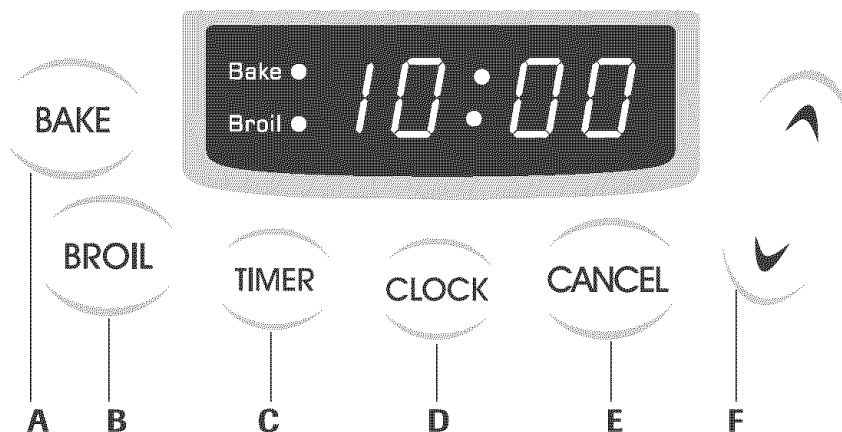 Bake
10:00
Broil
BAKE
BROIL
TIMER
CLOCK
CANCEL
A B C D E F